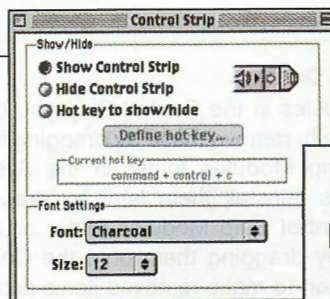 Control Strip
Show/Hide
Show Control Strip
Hide Control Strip
Hot key to show/hide
Define hot key...
Current hot key
command + control + c
Font Settings
Font: Charcoal
Size: 12